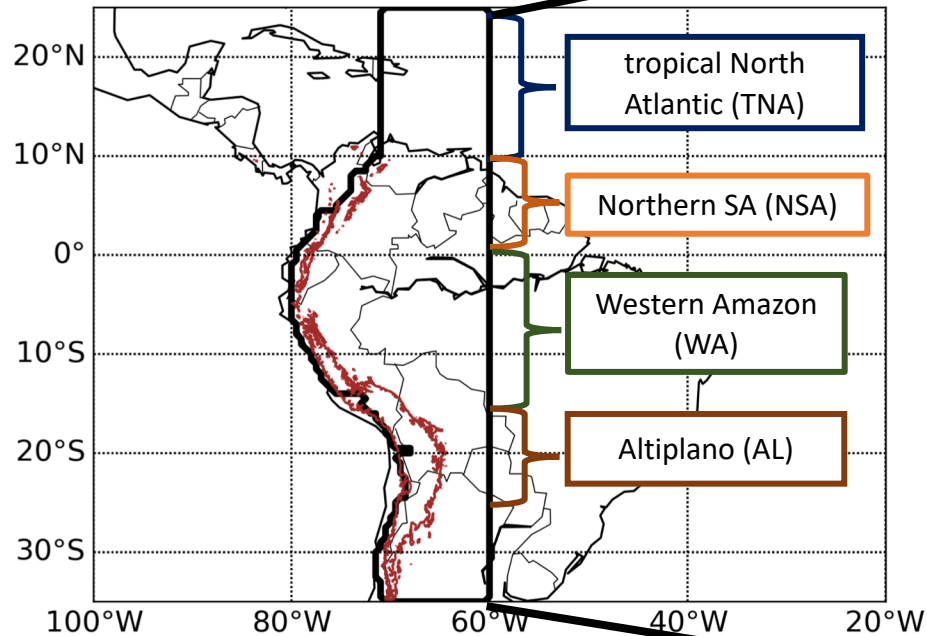 20°N
10°N
0°
10°S
20°S
30°S
100°W
80°W
60°W
40°W
20°W
tropical North
Atlantic (TNA)
Northern SA (NSA)
Western Amazon
(WA)
Altiplano (AL)